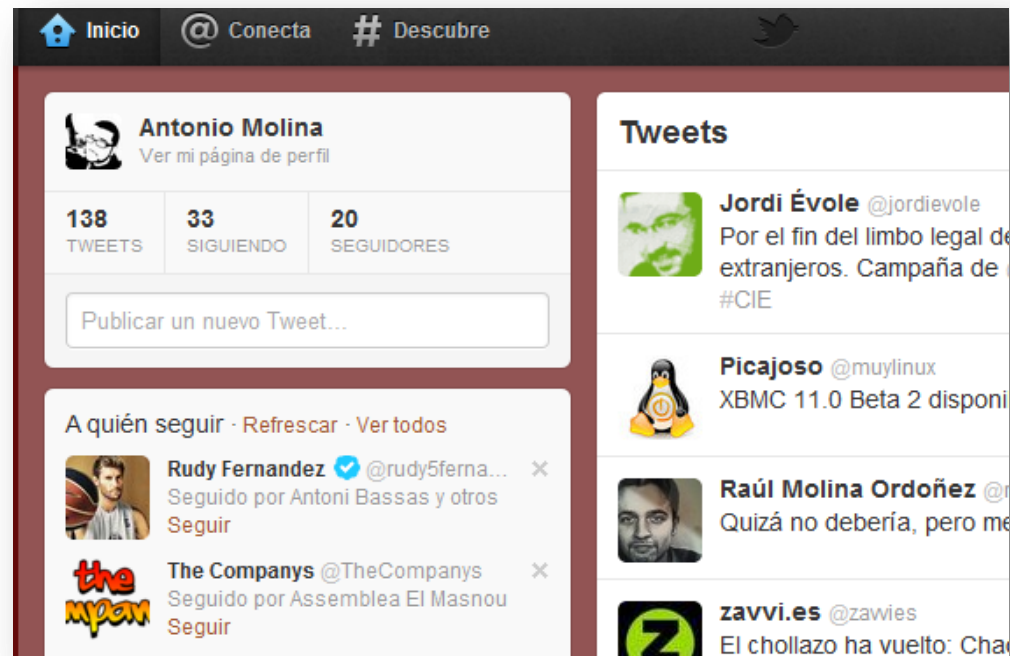 Inicio
@ Conecta
# Descubre
Antonio Molina
Ver mi página de perfil
138
TWEETS
33
SIGUIENDO
20
SEGUIDORES
Publicar un nuevo Tweet...
A quién seguir · Refrescar · Ver todos
Rudy Fernandez @rudy5ferna... ×
Seguido por Antoni Bassas y otros
Seguir
the
mpan
The Companys @TheCompanys ×
Seguido por Assemblea El Masnou
Seguir
Tweets
Jordi Évole @jordievole
Por el fin del limbo legal de
extranjeros. Campaña de
#CIE
Picajoso @muylinux
XBMC 11.0 Beta 2 disponi
Raúl Molina Ordoñez @r
Quizá no debería, pero me
Z
zavvi.es @zavvies
El chollazo ha vuelto: Cha